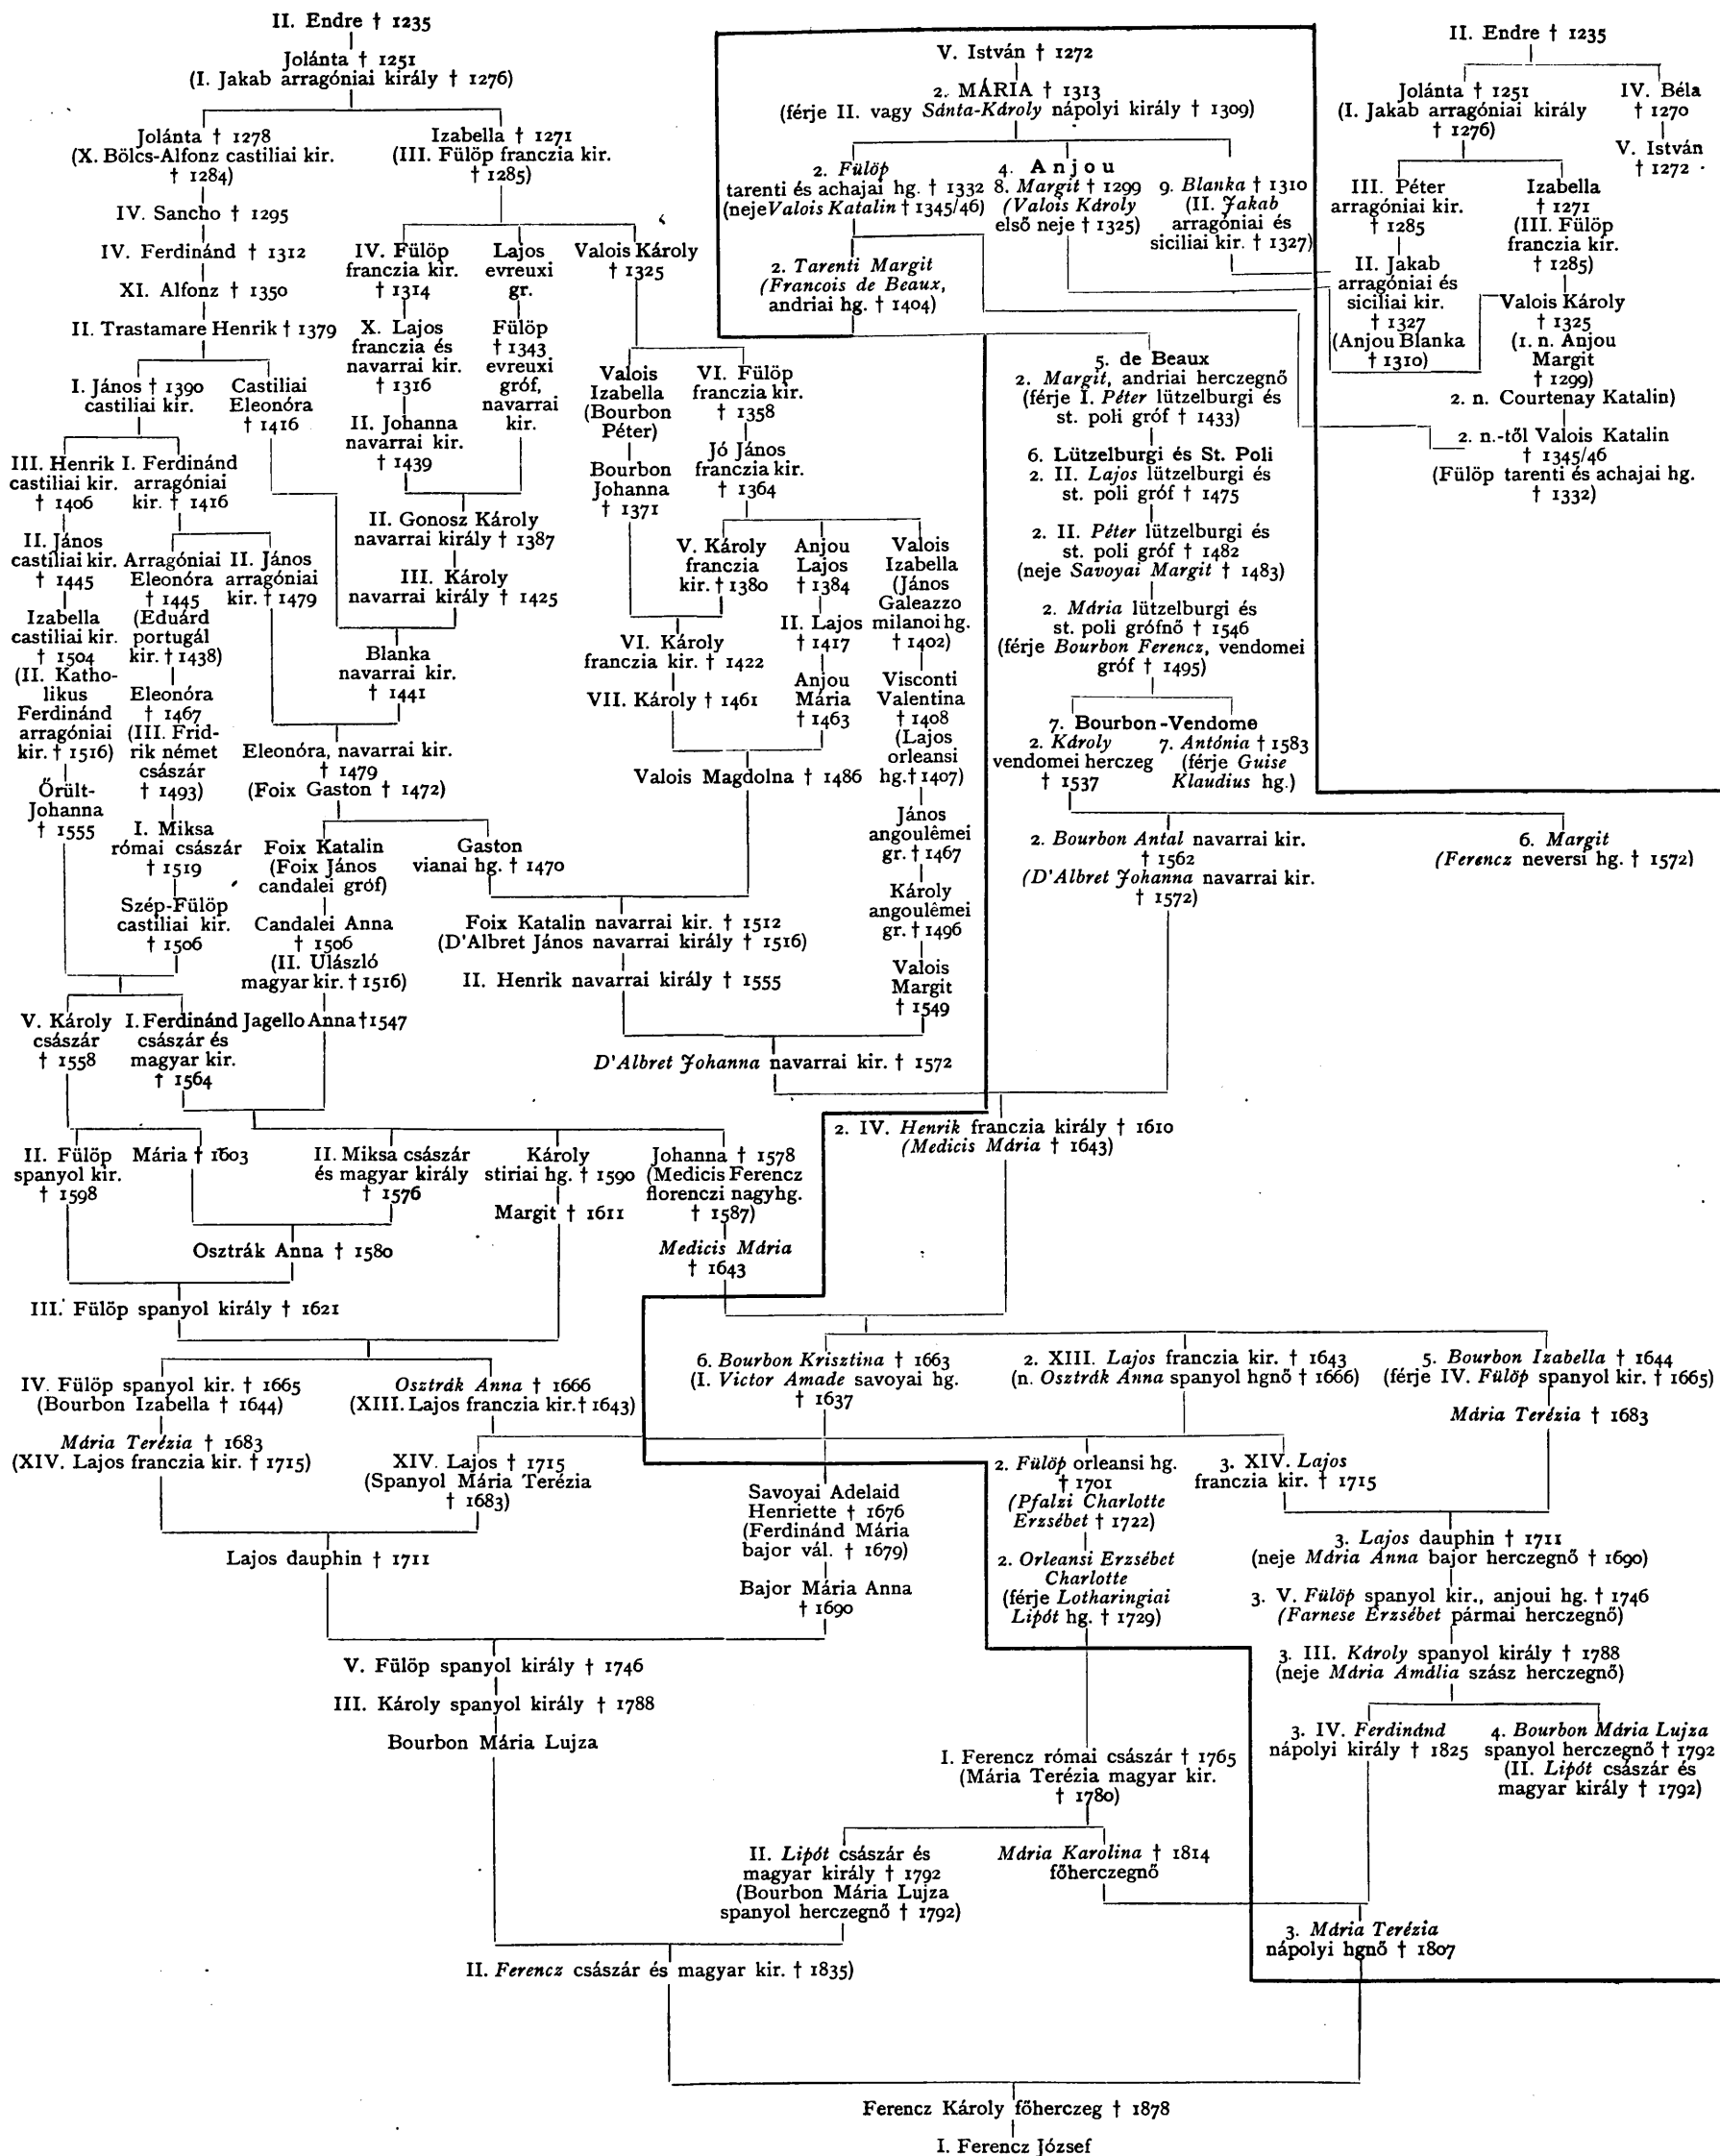 II. Endre † 1235
Jolánta † 1251
(I. Jakab arragóniai király † 1276)
Jolánta † 1278
(X. Bölcs-Alfonz castiliai kir.
† 1284)
Izabella † 1271
(III. Fülöp franczia kir.
† 1285)
IV. Sancho † 1295
IV. Ferdinánd † 1312
XI. Alfonz † 1350
II. Trastamare Henrik † 1379
IV. Fülöp
franczia kir.
† 1314
Lajos
evreuxi
gr.
Valois Károly
† 1325
X. Lajos
franczia és
navarrai kir.
† 1316
Fülöp
† 1343
evreuxi
gróf,
navarrai
kir.
II. Johanna
navarrai kir.
† 1439
I. János † 1390
castiliai kir.
Castiliai
Eleonóra
† 1416
Valois
Izabella
(Bourbon
Péter)
VI. Fülöp
franczia kir.
† 1358
Bourbon
Johanna
† 1371
Jó János
franczia kir.
† 1364
III. Henrik
castiliai kir.
† 1406
I. Ferdinánd
arragóniai
kir. † 1416
II. Gonosz Károly
navarrai király † 1387
III. Károly
navarrai király † 1425
V. Károly
franczia
kir. † 1380
Anjou
Lajos
† 1384
Valois
Izabella
(János
Galeazzo
milanoi hg.
† 1402)
II. János
castiliai kir.
† 1445
Arragóniai
Eleonóra
† 1445
(Eduárd
portugál
kir. † 1438)
II. János
arragóniai
kir. † 1479
Izabella
castiliai kir.
† 1504
(II. Katho-
likus
Ferdinánd
arragóniai
kir. † 1516)
Eleonóra
† 1467
(III. Frid-
rik német
császár
† 1493)
Blanka
navarrai kir.
† 1441
VI. Károly
franczia kir. † 1422
VII. Károly † 1461
II. Lajos
† 1417
Anjou
Mária
† 1463
Visconti
Valentina
† 1408
(Lajos
orleansi
hg. † 1407)
Eleonóra, navarrai kir.
† 1479
(Foix Gaston † 1472)
Valois Magdolna † 1486
Őrült-
Johanna
† 1555
I. Miksa
római császár
† 1519
Foix Katalin
(Foix János
candalei gróf)
Gaston
vianai hg. † 1470
János
angoulêmei
gr. † 1467
Szép-Fülöp
castiliai kir.
† 1506
Candalei Anna
† 1506
(II. Ulászló
magyar kir. † 1516)
Foix Katalin navarrai kir. † 1512
(D'Albret János navarrai király † 1516)
II. Henrik navarrai király † 1555
Károly
angoulêmei
gr. † 1496
Valois
Margit
† 1549
V. Károly
császár
† 1558
I. Ferdinánd
császár és
magyar kir.
† 1564
Jagello Anna † 1547
D'Albret Johanna navarrai kir. † 1572
II. Fülöp
spanyol kir.
† 1598
Mária † 1603
II. Miksa császár
és magyar király
† 1576
Károly
stiriai hg. † 1590
Margit † 1611
Johanna † 1578
(Medicis Ferencz
florenczi nagyhg.
† 1587)
Osztrák Anna † 1580
Medicis Mária
† 1643
III. Fülöp spanyol király † 1621
IV. Fülöp spanyol kir. † 1665
(Bourbon Izabella † 1644)
Osztrák Anna † 1666
(XIII. Lajos franczia kir. † 1643)
Mária Terézia † 1683
(XIV. Lajos franczia kir. † 1715)
XIV. Lajos † 1715
(Spanyol Mária Terézia
† 1683)
Lajos dauphin † 1711
V. István † 1272
2. MÁRIA † 1313
(férje II. vagy Sánta-Károly nápolyi király † 1309)
2. Fülöp
tarenti és achajai hg. † 1332
(neje Valois Katalin † 1345/46)
4. Anjou
8. Margit † 1299
(Valois Károly
első neje † 1325)
9. Blanka † 1310
(II. Jakab
arragóniai és
siciliai kir. † 1327)
2. Tarenti Margit
(Francois de Beaux,
andriai hg. † 1404)
5. de Beaux
2. Margit, andriai herczegnő
(férje I. Péter lützelburgi és
st. poli gróf † 1433)
6. Lützelburgi és St. Poli
2. II. Lajos lützelburgi és
st. poli gróf † 1475
2. II. Péter lützelburgi és
st. poli gróf † 1482
(neje Savoyai Margit † 1483)
2. Mária lützelburgi és
st. poli grófnő † 1546
(férje Bourbon Ferencz, vendomei
gróf † 1495)
7. Bourbon-Vendome
2. Károly
vendomei herczeg
† 1537
7. Antónia † 1583
(férje Guise
Klaudius hg.)
2. Bourbon Antal navarrai kir.
† 1562
(D'Albret Johanna navarrai kir.
† 1572)
6. Margit
(Ferencz neversi hg. † 1572)
II. Endre † 1235
Jolánta † 1251
(I. Jakab arragóniai király
† 1276)
IV. Béla
† 1270
V. István
† 1272
III. Péter
arragóniai kir.
† 1285
Izabella
† 1271
(III. Fülöp
franczia kir.
† 1285)
II. Jakab
arragóniai és
siciliai kir.
† 1327
(Anjou Blanka
† 1310)
Valois Károly
† 1325
(1. n. Anjou
Margit
† 1299)
2. n. Courtenay Katalin)
2. n.-től Valois Katalin
† 1345/46
(Fülöp tarenti és achajai hg.
† 1332)
2. IV. Henrik franczia király † 1610
(Medicis Mária † 1643)
6. Bourbon Krisztina † 1663
(I. Victor Amade savoyai hg.
† 1637
2. XIII. Lajos franczia kir. † 1643
(n. Osztrák Anna spanyol hgnő † 1666)
5. Bourbon Izabella † 1644
(férje IV. Fülöp spanyol kir. † 1665)
Mária Terézia † 1683
Savoyai Adelaid
Henriette † 1676
(Ferdinánd Mária
bajor vál. † 1679)
Bajor Mária Anna
† 1690
2. Fülöp orleansi hg.
† 1701
(Pfalzi Charlotte
Erzsébet † 1722)
3. XIV. Lajos
franczia kir. † 1715
2. Orleansi Erzsébet
Charlotte
(férje Lotharingiai
Lipót hg. † 1729)
3. Lajos dauphin † 1711
(neje Mária Anna bajor herczegnő † 1690)
3. V. Fülöp spanyol kir., anjoui hg. † 1746
(Farnese Erzsébet pármai herczegnő)
3. III. Károly spanyol király † 1788
(neje Mária Amália szász herczegnő)
V. Fülöp spanyol király † 1746
III. Károly spanyol király † 1788
Bourbon Mária Lujza
I. Ferencz római császár † 1765
(Mária Terézia magyar kir.
† 1780)
3. IV. Ferdinánd
nápolyi király † 1825
4. Bourbon Mária Lujza
spanyol herczegnő † 1792
(II. Lipót császár és
magyar király † 1792)
II. Lipót császár és
magyar király † 1792
(Bourbon Mária Lujza
spanyol herczegnő † 1792)
Mária Karolina † 1814
főherczegnő
3. Mária Terézia
nápolyi hgnő † 1807
II. Ferencz császár és magyar kir. † 1835)
Ferencz Károly főherczeg † 1878
I. Ferencz József